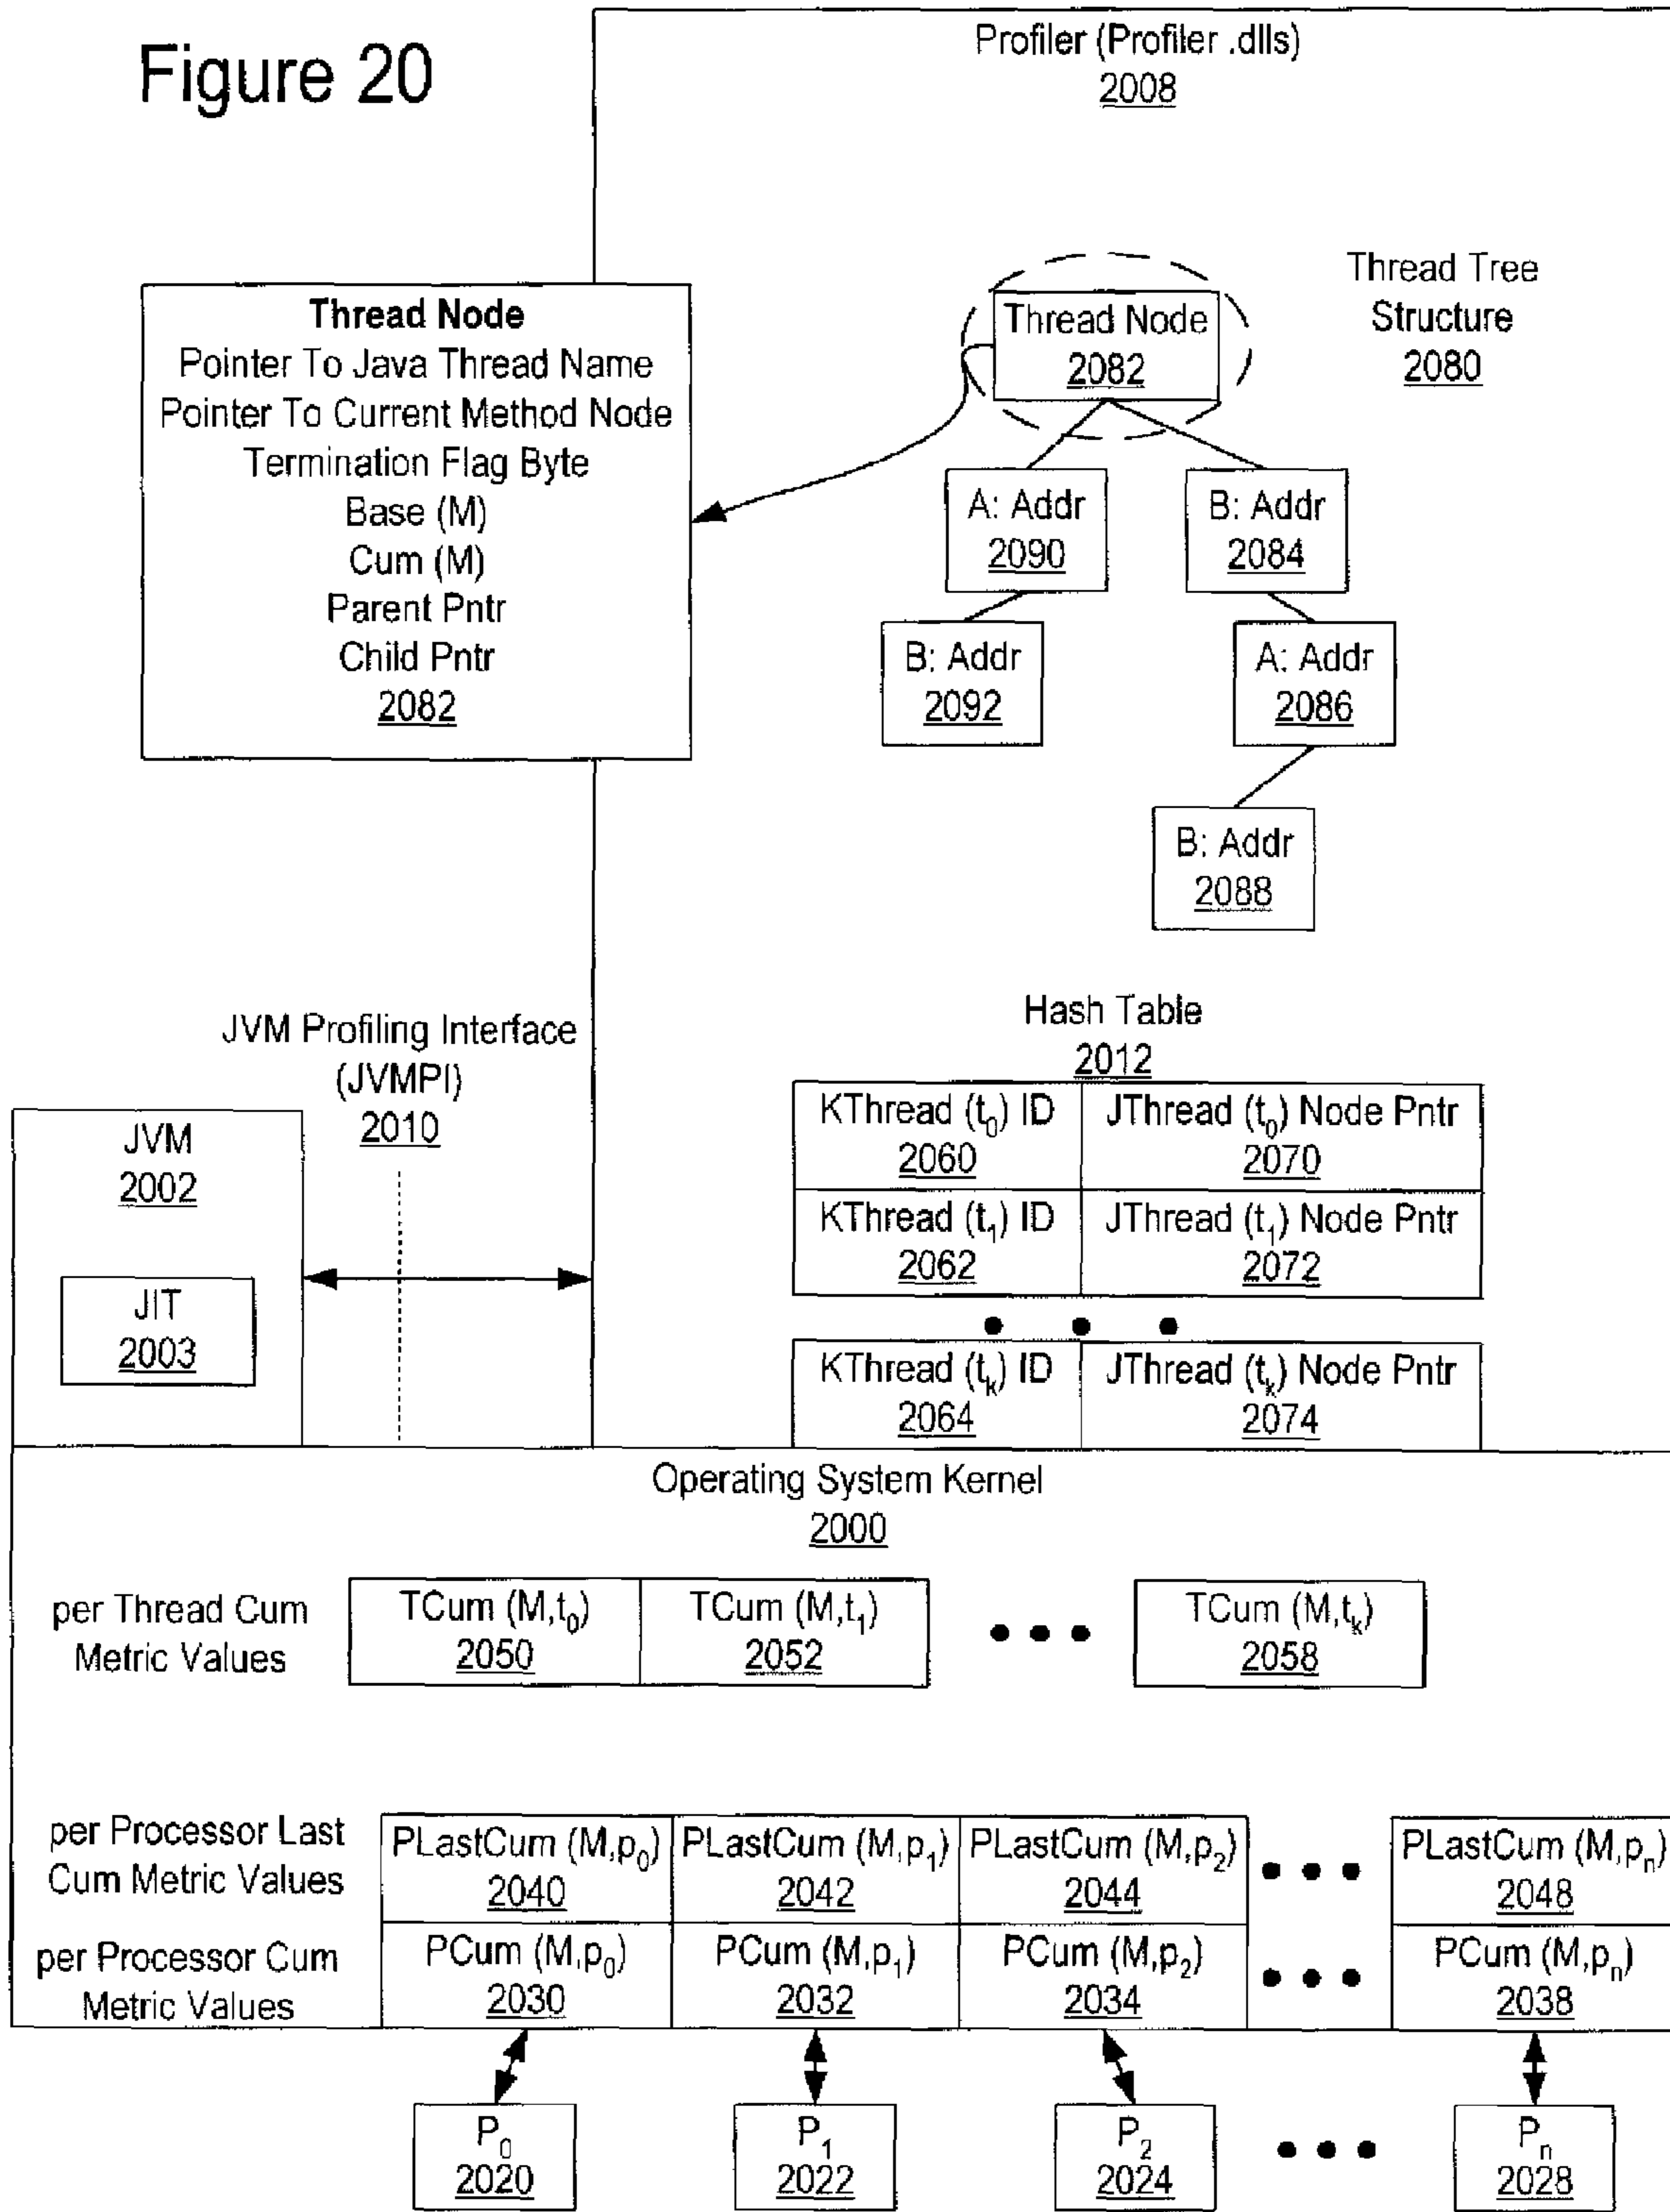 Figure 20
Profiler (Profiler .dlls)
2008
Thread Tree
Structure
2080
Thread Node
2082
A: Addr
2090
B: Addr
2084
B: Addr
2092
A: Addr
2086
B: Addr
2088
Thread Node
Pointer To Java Thread Name
Pointer To Current Method Node
Termination Flag Byte
Base (M)
Cum (M)
Parent Pntr
Child Pntr
2082
JVM Profiling Interface
(JVMPI)
2010
JVM
2002
JIT
2003
Hash Table
2012
KThread (t₀) ID
2060
JThread (t₀) Node Pntr
2070
KThread (t₁) ID
2062
JThread (t₁) Node Pntr
2072
KThread (tₖ) ID
2064
JThread (tₖ) Node Pntr
2074
Operating System Kernel
2000
per Thread Cum
Metric Values
TCum (M,t₀)
2050
TCum (M,t₁)
2052
TCum (M,tₖ)
2058
per Processor Last
Cum Metric Values
PLastCum (M,p₀)
2040
PLastCum (M,p₁)
2042
PLastCum (M,p₂)
2044
PLastCum (M,pₙ)
2048
per Processor Cum
Metric Values
PCum (M,p₀)
2030
PCum (M,p₁)
2032
PCum (M,p₂)
2034
PCum (M,pₙ)
2038
P₀
2020
P₁
2022
P₂
2024
Pₙ
2028